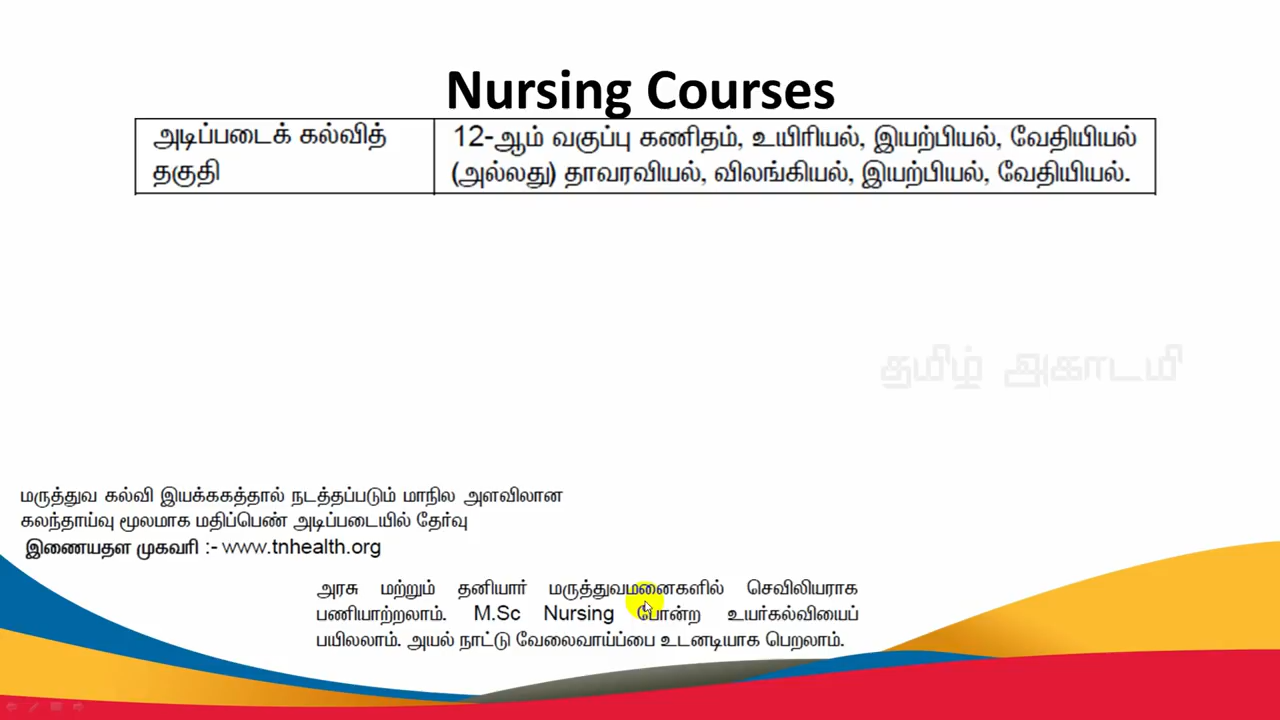 Nursing Courses
அடிப்படைக் கல்வித்
தகுதி
12-ஆம் வகுப்பு கணிதம், உயிரியல், இயற்பியல், வேதியியல்
(அல்லது) தாவரவியல், விலங்கியல், இயற்பியல், வேதியியல்.
தமிழ் அகாடமி
மருத்துவ கல்வி இயக்ககத்தால் நடத்தப்படும் மாநில அளவிலான
கலந்தாய்வு மூலமாக மதிப்பெண் அடிப்படையில் தேர்வு
இணையதள முகவரி :- www.tnhealth.org
அரசு மற்றும் தனியார் மருத்துவமனைகளில் செவிலியராக
பணியாற்றலாம். M.Sc Nursing போன்ற உயர்கல்வியைப்
பயிலலாம். அயல் நாட்டு வேலைவாய்ப்பை உடனடியாக பெறலாம்.